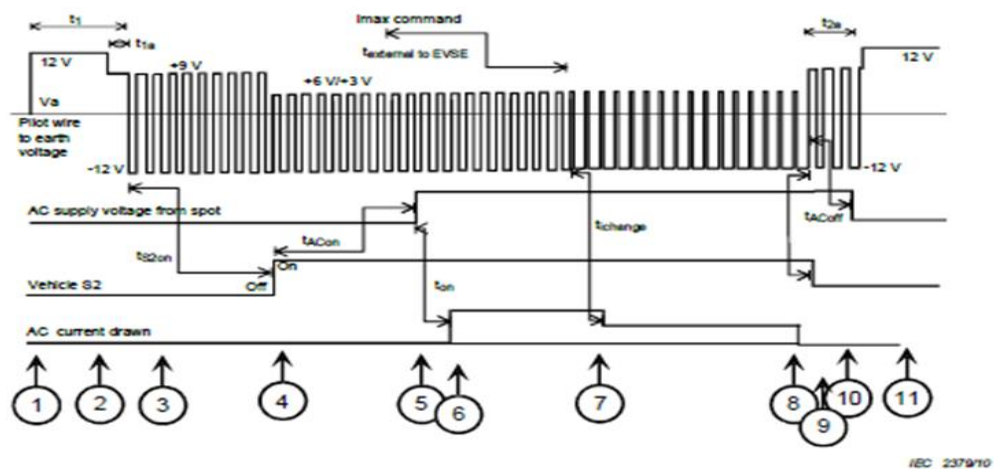 t1
Imax command
t2a
t1a
texternal to EVSE
12 V
+9 V
+6 V/+3 V
12 V
Va
Pilot wire
to earth
voltage
-12 V
-12 V
AC supply voltage from spot
tS2on
tACon
tichange
tACoff
On
Vehicle S2
Off
ton
AC current drawn
1
2
3
4
5
6
7
8
9
10
11
IEC 2379/10